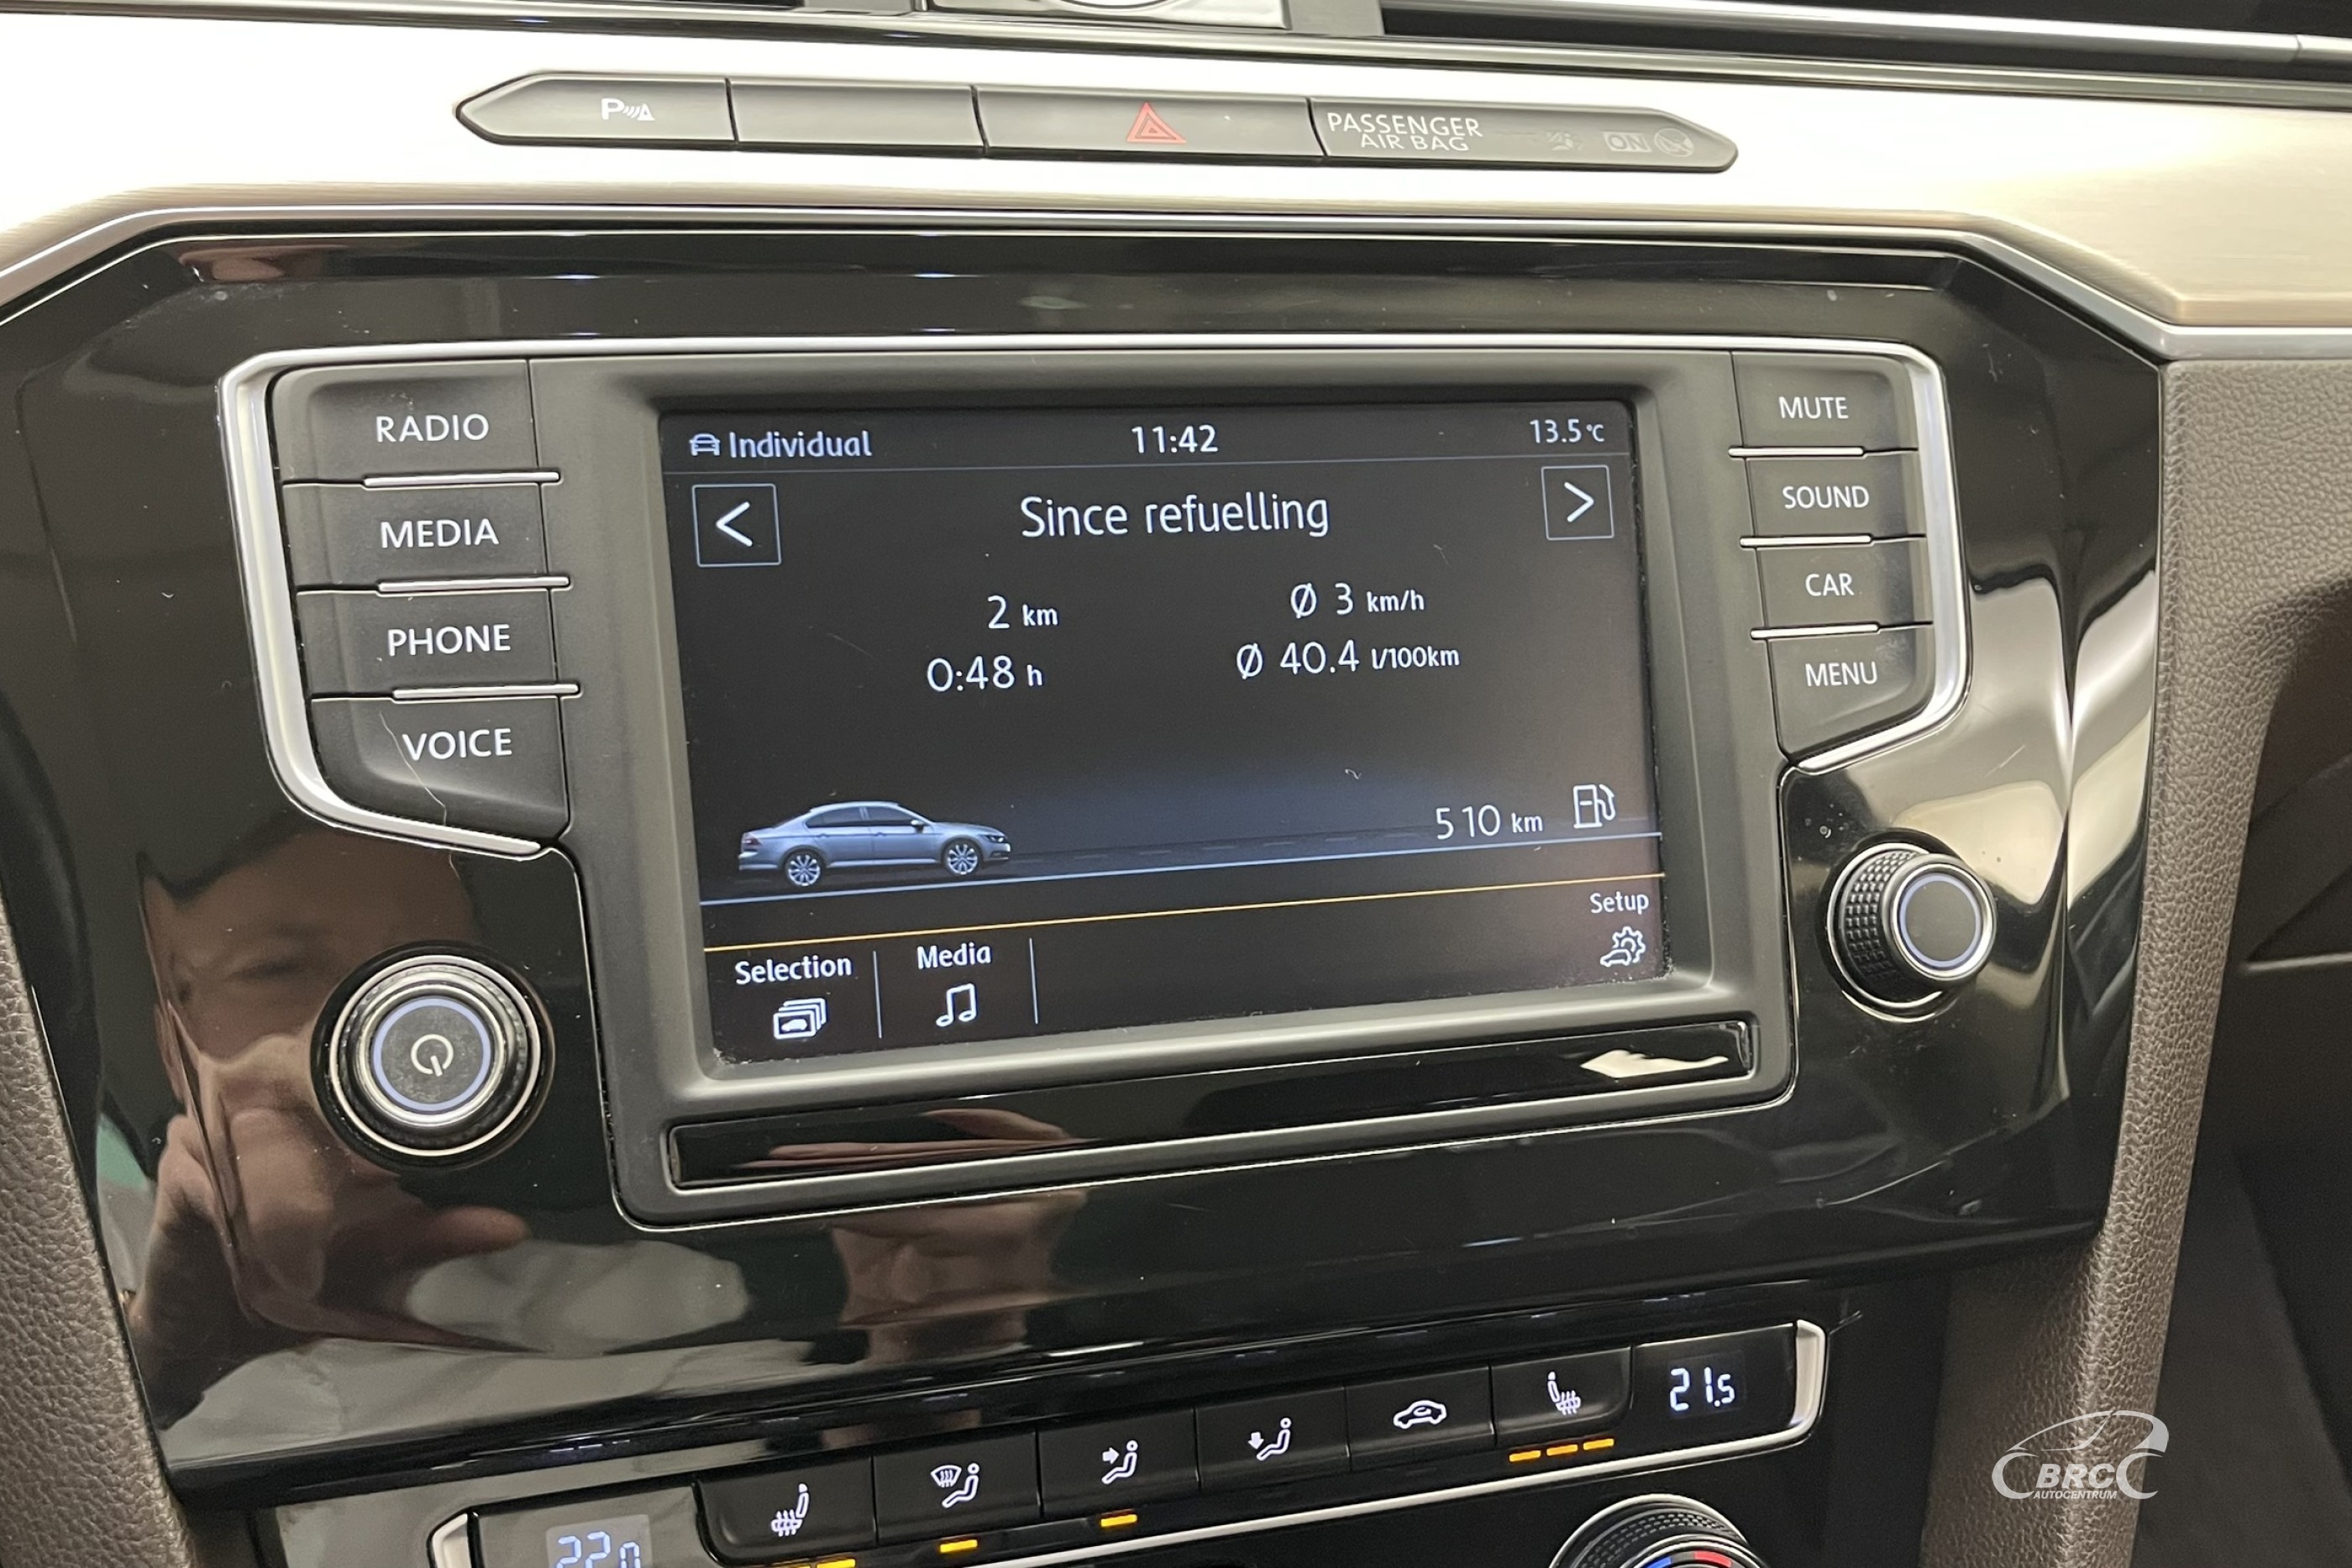 P
PASSENGER
AIR BAG
ON
RADIO
MEDIA
PHONE
VOICE
MUTE
SOUND
CAR
MENU
Individual 11:42 13.5°C
< Since refuelling >
2 km Ø 3 km/h
0:48 h Ø 40.4 l/100km
510 km
Setup
Selection Media
21.5
22.0
BRC
AUTOCENTRUM